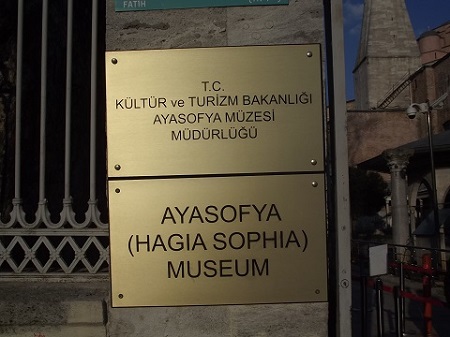 FATİH
T.C.
KÜLTÜR ve TURİZM BAKANLIĞI
AYASOFYA MÜZESİ
MÜDÜRLÜĞÜ
AYASOFYA
(HAGIA SOPHIA)
MUSEUM